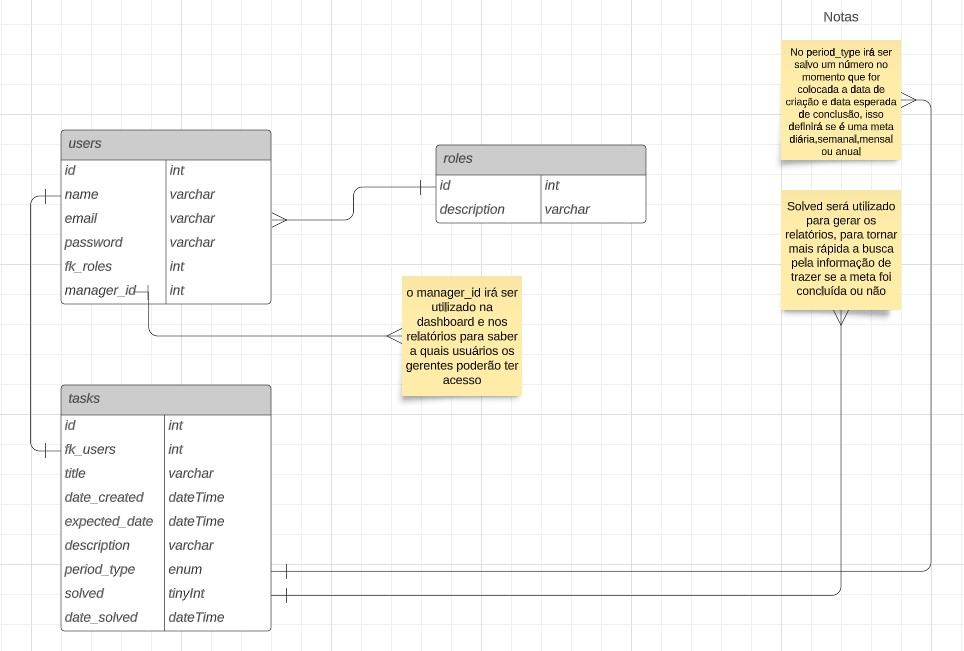 Notas
No period_type irá ser
salvo um número no
momento que for
colocada a data de
criação e data esperada
de conclusão, isso
definirá se é uma meta
diária,semanal,mensal
ou anual
users
id int
name varchar
email varchar
password varchar
fk_roles int
manager_id int
roles
id int
description varchar
Solved será utilizado
para gerar os
relatórios, para tornar
mais rápida a busca
pela informação de
trazer se a meta foi
concluída ou não
o manager_id irá ser
utilizado na
dashboard e nos
relatórios para saber
a quais usuários os
gerentes poderão ter
acesso
tasks
id int
fk_users int
title varchar
date_created dateTime
expected_date dateTime
description varchar
period_type enum
solved tinyInt
date_solved dateTime